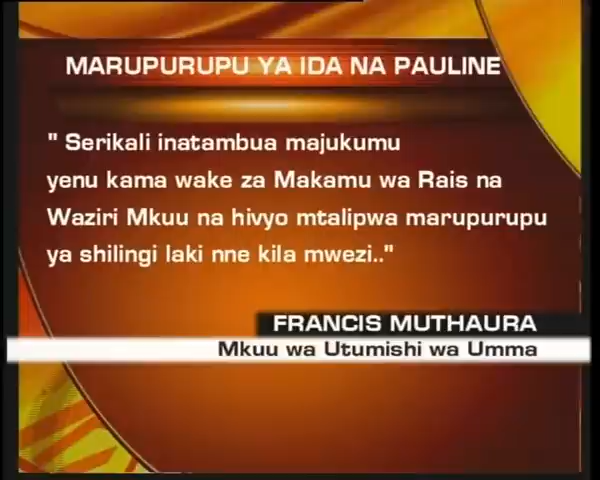 MARUPURUPU YA IDA NA PAULINE
" Serikali inatambua majukumu
yenu kama wake za Makamu wa Rais na
Waziri Mkuu na hivyo mtalipwa marupurupu
ya shilingi laki nne kila mwezi.."
FRANCIS MUTHAURA
Mkuu wa Utumishi wa Umma